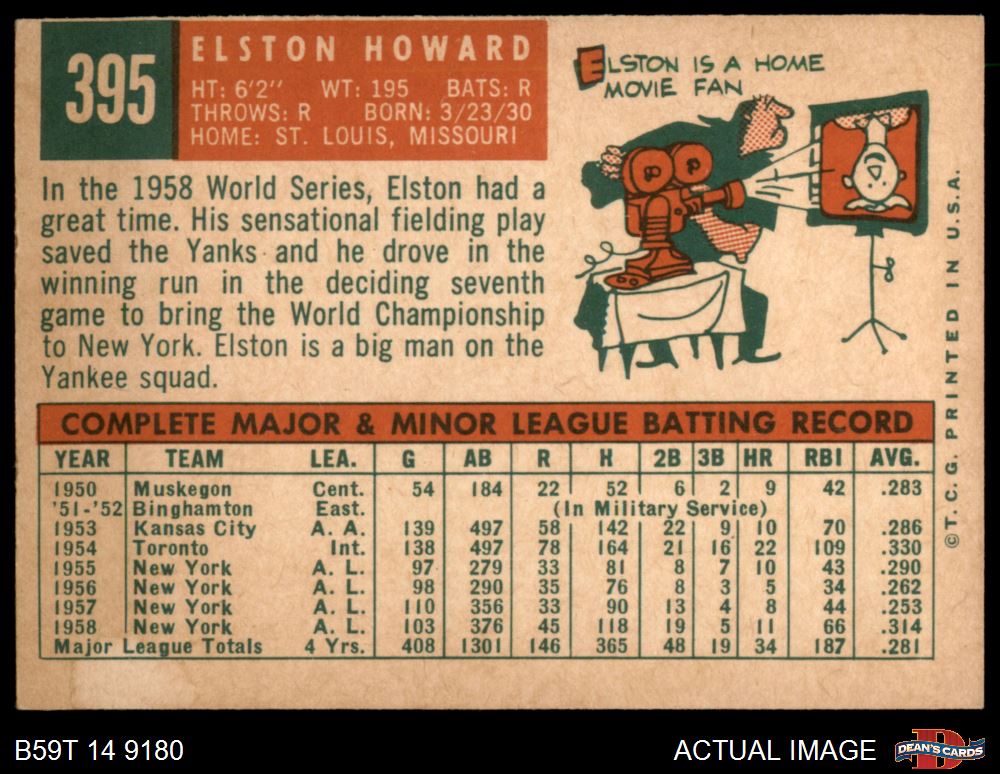 395
ELSTON HOWARD
HT: 6'2" WT: 195 BATS: R
THROWS: R BORN: 3/23/30
HOME: ST. LOUIS, MISSOURI
ELSTON IS A HOME
MOVIE FAN
In the 1958 World Series, Elston had a
great time. His sensational fielding play
saved the Yanks and he drove in the
winning run in the deciding seventh
game to bring the World Championship
to New York. Elston is a big man on the
Yankee squad.
COMPLETE MAJOR & MINOR LEAGUE BATTING RECORD
YEAR TEAM LEA. G AB R H 2B 3B HR RBI AVG.
1950 Muskegon Cent. 54 184 22 52 6 2 9 42 .283
'51-'52 Binghamton East. (In Military Service)
1953 Kansas City A. A. 139 497 58 142 22 9 10 70 .286
1954 Toronto Int. 138 497 78 164 21 16 22 109 .330
1955 New York A. L. 97 279 33 81 8 7 10 43 .290
1956 New York A. L. 98 290 35 76 8 3 5 34 .262
1957 New York A. L. 110 356 33 90 13 4 8 44 .253
1958 New York A. L. 103 376 45 118 19 5 11 66 .314
Major League Totals 4 Yrs. 408 1301 146 365 48 19 34 187 .281
©T. C. G. PRINTED IN U.S.A.
B59T 14 9180
ACTUAL IMAGE
D
DEAN'S CARDS